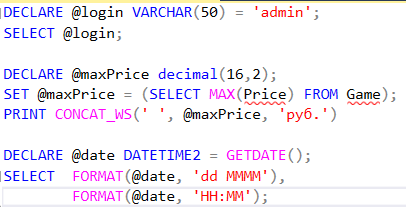 DECLARE @login VARCHAR(50) = 'admin';
SELECT @login;
DECLARE @maxPrice decimal(16,2);
SET @maxPrice = (SELECT MAX(Price) FROM Game);
PRINT CONCAT_WS(' ', @maxPrice, 'руб.')
DECLARE @date DATETIME2 = GETDATE();
SELECT FORMAT(@date, 'dd MMMM'),
FORMAT(@date, 'HH:MM');